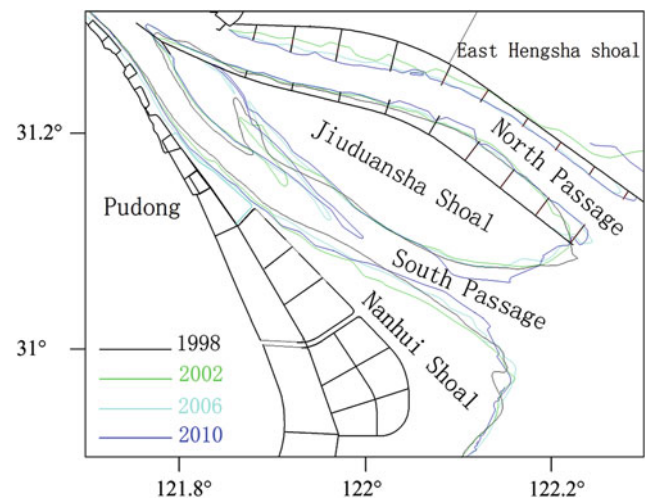 East Hengsha shoal
North Passage
31.2°
Jiuduansha Shoal
Pudong
South Passage
Nanhui Shoal
31°
1998
2002
2006
2010
121.8°
122°
122.2°